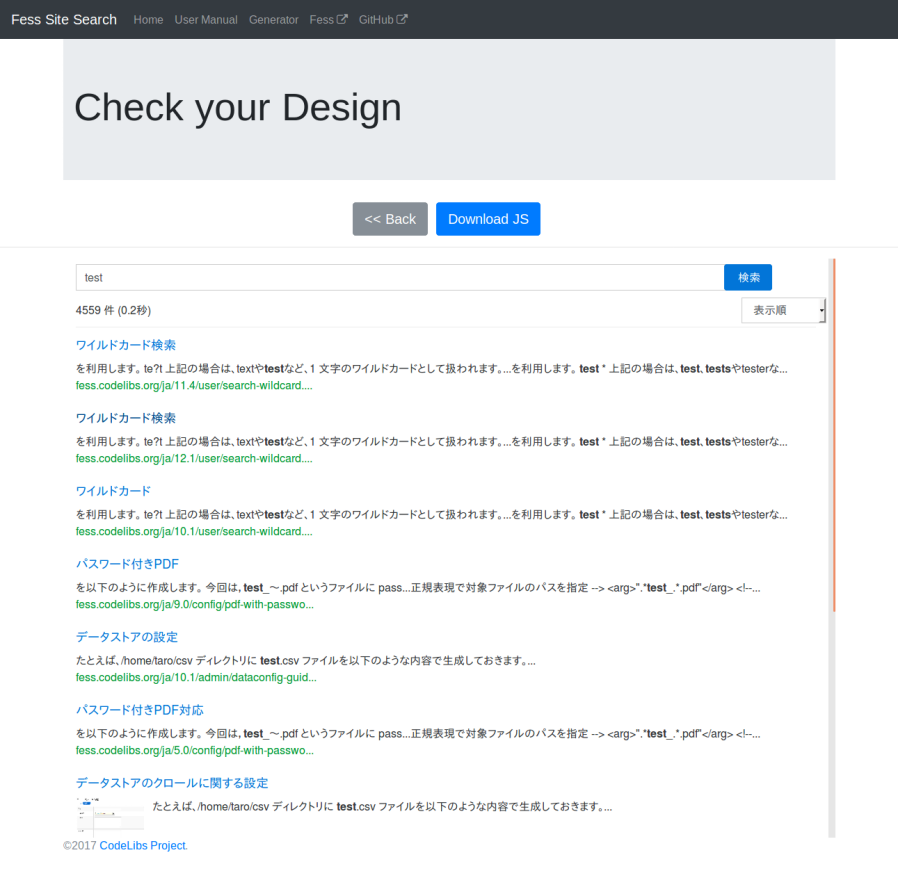 Fess Site Search Home User Manual Generator Fess GitHub
Check your Design
<< Back Download JS
test 検索
4559 件 (0.2秒) 表示順
ワイルドカード検索
を利用します。te?t 上記の場合は、textやtestなど、1 文字のワイルドカードとして扱われます。...を利用します。test * 上記の場合は、test、testsやtesterな...
fess.codelibs.org/ja/11.4/user/search-wildcard....
ワイルドカード検索
を利用します。te?t 上記の場合は、textやtestなど、1 文字のワイルドカードとして扱われます。...を利用します。test * 上記の場合は、test、testsやtesterな...
fess.codelibs.org/ja/12.1/user/search-wildcard....
ワイルドカード
を利用します。te?t 上記の場合は、textやtestなど、1 文字のワイルドカードとして扱われます。...を利用します。test * 上記の場合は、test、testsやtesterな...
fess.codelibs.org/ja/10.1/user/search-wildcard....
パスワード付きPDF
を以下のように作成します。 今回は，test_～.pdf というファイルに pass...正規表現で対象ファイルのパスを指定 --> <arg>".*test_.*.pdf"</arg> <!--...
fess.codelibs.org/ja/9.0/config/pdf-with-passwo...
データストアの設定
たとえば、/home/taro/csv ディレクトリに test.csv ファイルを以下のような内容で生成しておきます。...
fess.codelibs.org/ja/10.1/admin/dataconfig-guid...
パスワード付きPDF対応
を以下のように作成します。 今回は，test_～.pdf というファイルに pass...正規表現で対象ファイルのパスを指定 --> <arg>".*test_.*.pdf"</arg> <!--...
fess.codelibs.org/ja/5.0/config/pdf-with-passwo...
データストアのクロールに関する設定
たとえば、/home/taro/csv ディレクトリに test.csv ファイルを以下のような内容で生成しておきます。...
©2017 CodeLibs Project.